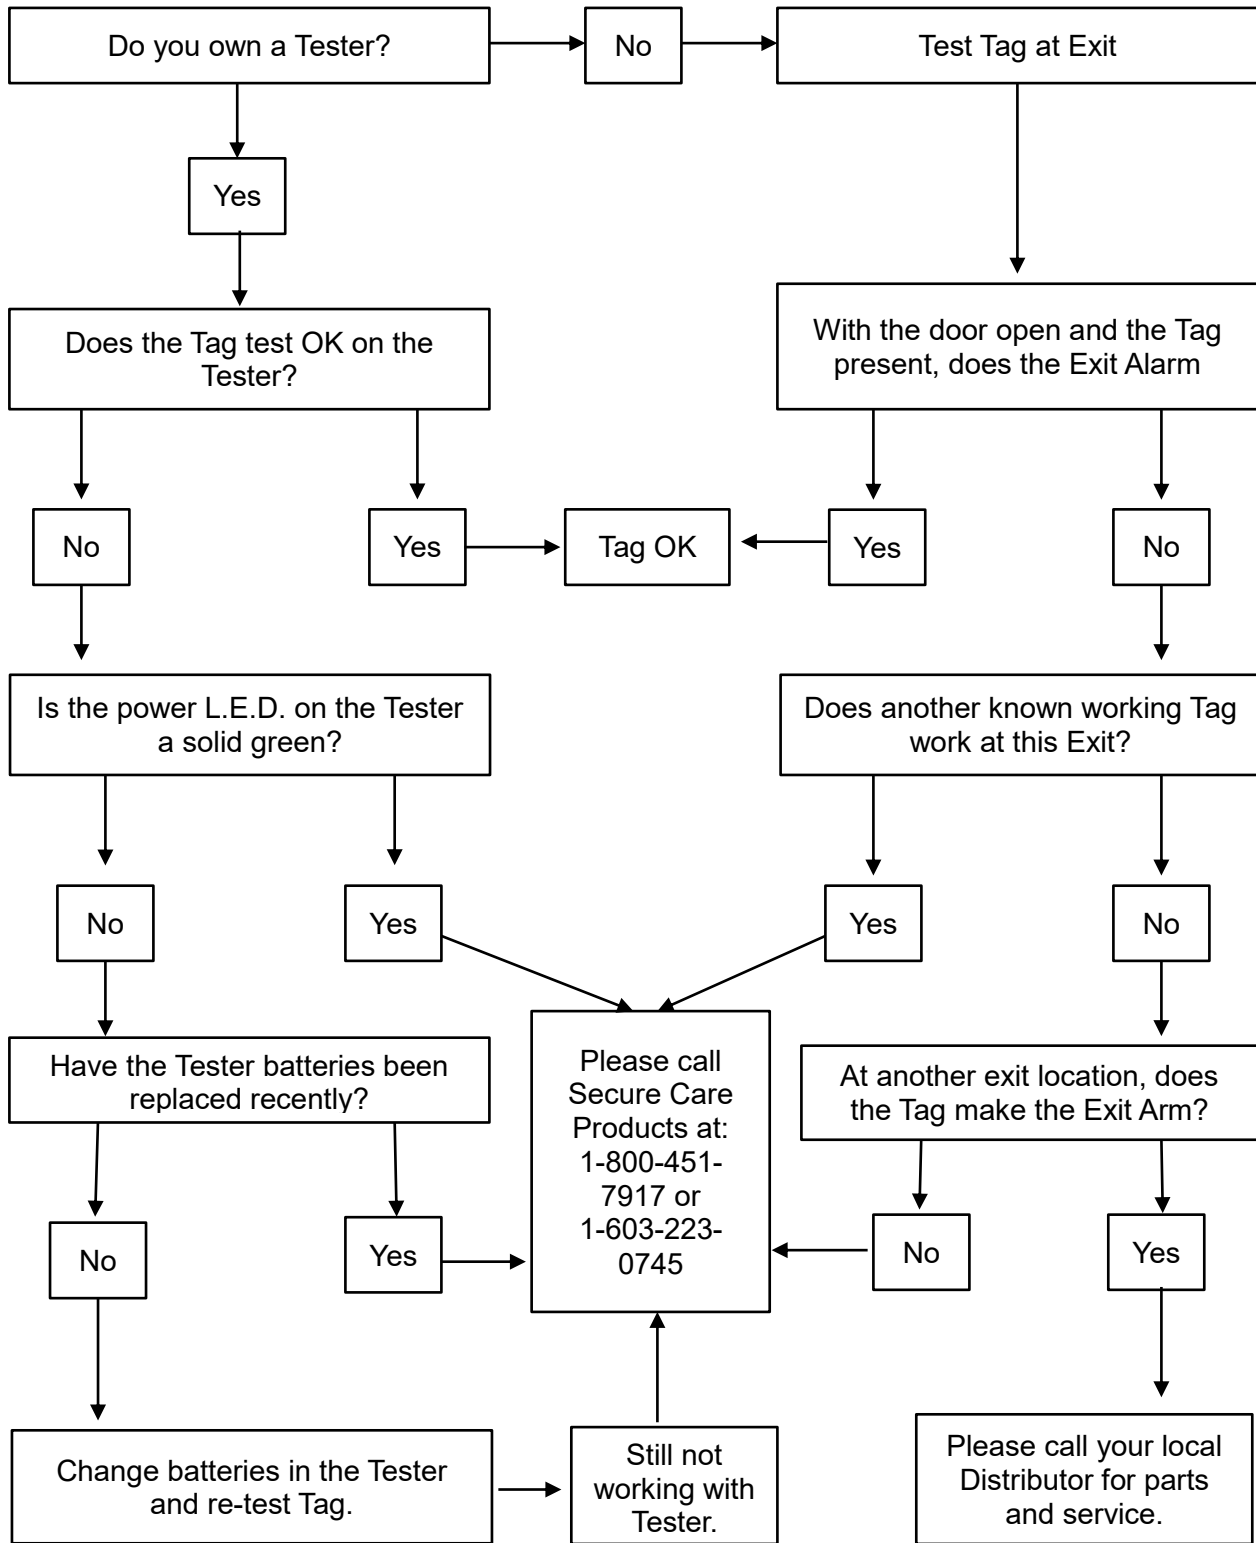 Do you own a Tester?
No
Test Tag at Exit
Yes
Does the Tag test OK on the
Tester?
With the door open and the Tag
present, does the Exit Alarm
No
Yes
Tag OK
Yes
No
Is the power L.E.D. on the Tester
a solid green?
Does another known working Tag
work at this Exit?
No
Yes
Yes
No
Have the Tester batteries been
replaced recently?
Please call
Secure Care
Products at:
1-800-451-
7917 or
1-603-223-
0745
At another exit location, does
the Tag make the Exit Arm?
No
Yes
No
Yes
Change batteries in the Tester
and re-test Tag.
Still not
working with
Tester.
Please call your local
Distributor for parts
and service.